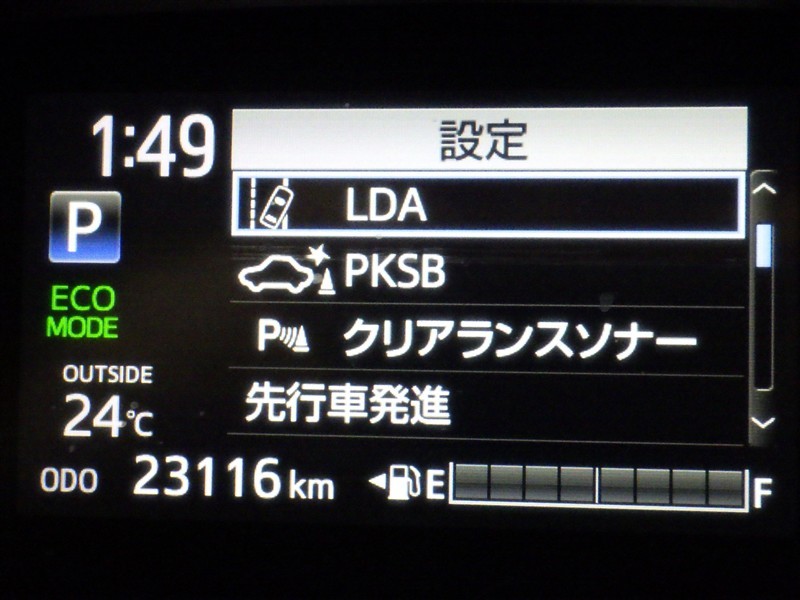 1:49
設定
LDA
P
PKSB
ECO
MODE
P クリアランスソナー
OUTSIDE
24℃
先行車発進
ODO 23116 km
E F